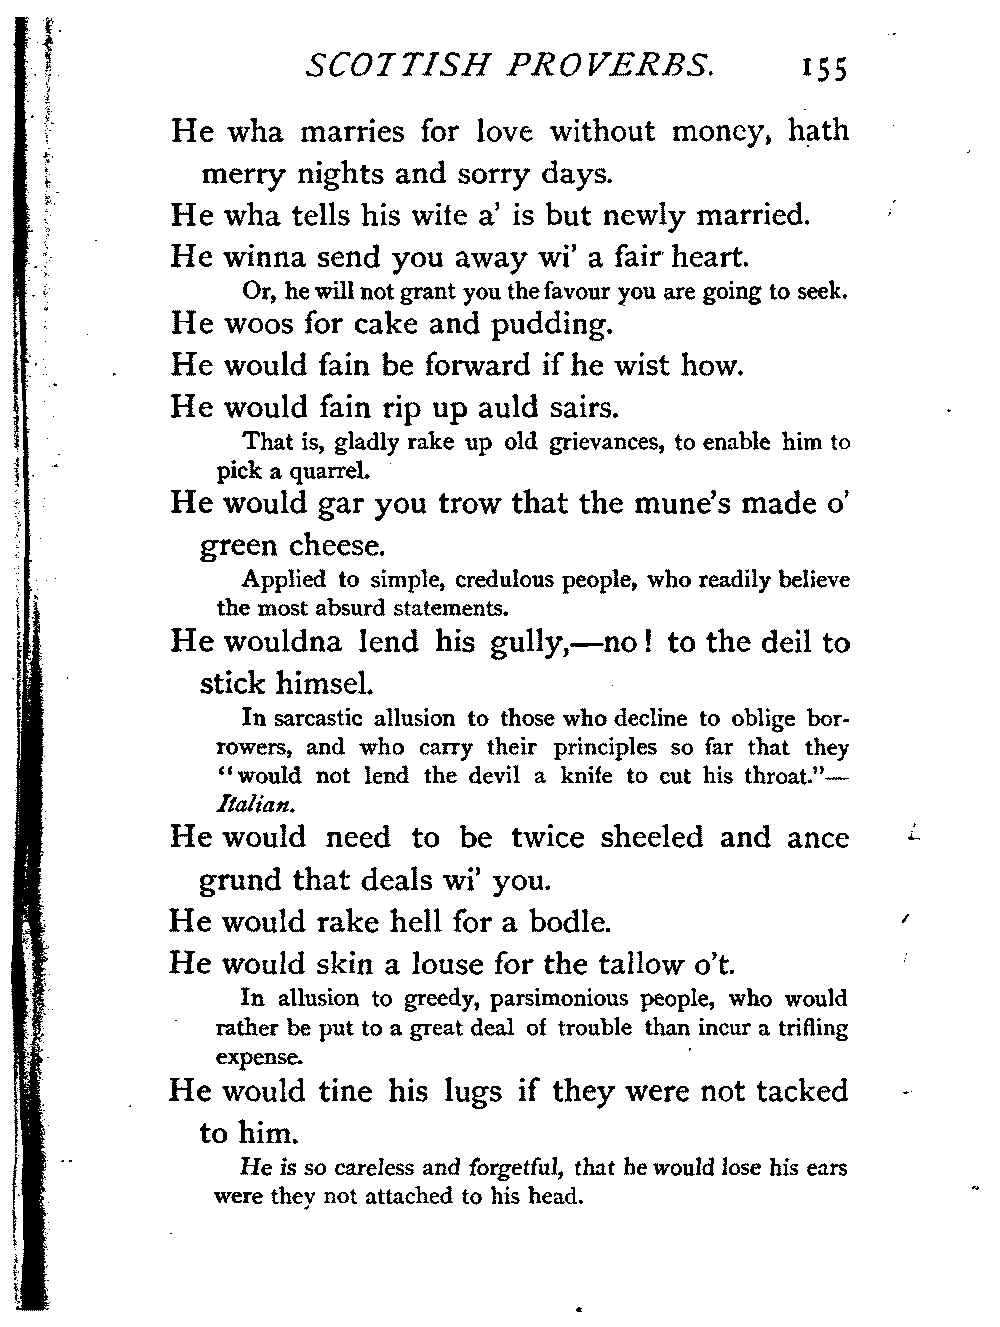 SCOTTISH PROVERBS. 155
He wha marries for love without money, hath
merry nights and sorry days.
He wha tells his wife a' is but newly married.
He winna send you away wi' a fair heart.
Or, he will not grant you the favour you are going to seek.
He woos for cake and pudding.
He would fain be forward if he wist how.
He would fain rip up auld sairs.
That is, gladly rake up old grievances, to enable him to
pick a quarrel.
He would gar you trow that the mune's made o'
green cheese.
Applied to simple, credulous people, who readily believe
the most absurd statements.
He wouldna lend his gully,—no! to the deil to
stick himsel.
In sarcastic allusion to those who decline to oblige bor-
rowers, and who carry their principles so far that they
"would not lend the devil a knife to cut his throat."—
Italian.
He would need to be twice sheeled and ance
grund that deals wi' you.
He would rake hell for a bodle.
He would skin a louse for the tallow o't.
In allusion to greedy, parsimonious people, who would
rather be put to a great deal of trouble than incur a trifling
expense.
He would tine his lugs if they were not tacked
to him.
He is so careless and forgetful, that he would lose his ears
were they not attached to his head.